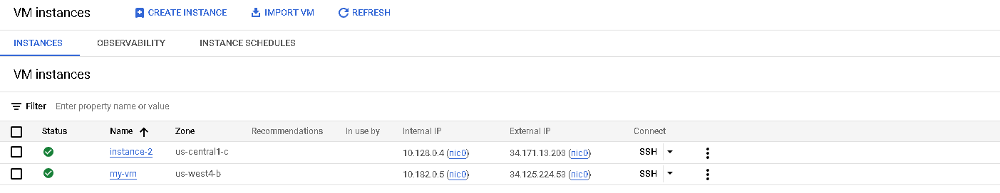 VM instances CREATE INSTANCE IMPORT VM REFRESH
INSTANCES OBSERVABILITY INSTANCE SCHEDULES
VM instances
Filter Enter property name or value
Status Name Zone Recommendations In use by Internal IP External IP Connect
instance-2 us-central1-c 10.128.0.4 (nic0) 34.171.13.203 (nic0) SSH
my-vm us-west4-b 10.182.0.5 (nic0) 34.125.224.53 (nic0) SSH